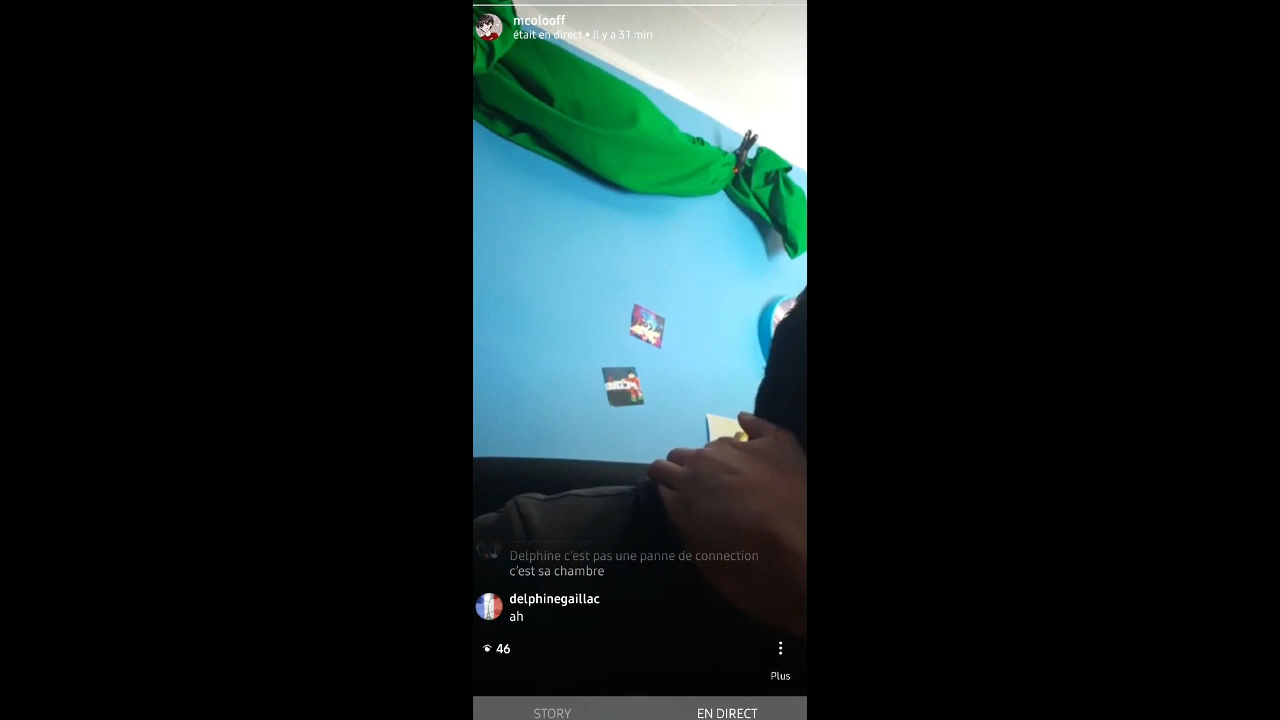 mcolooff
était en direct • Il y a 31 min
Delphine c'est pas une panne de connection
c'est sa chambre
delphinegaillac
ah
46
Plus
STORY
EN DIRECT